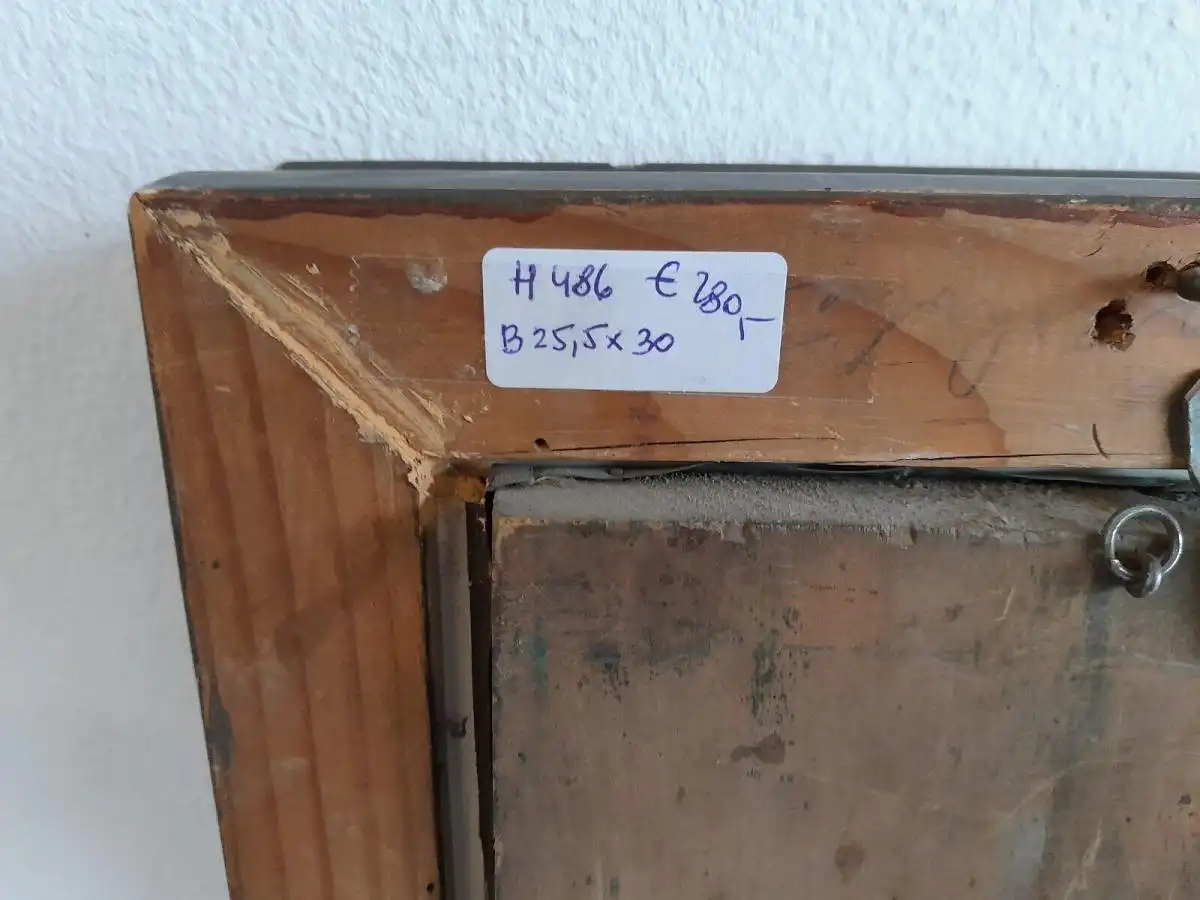 H 486 € 280,-
B 25,5 x 30